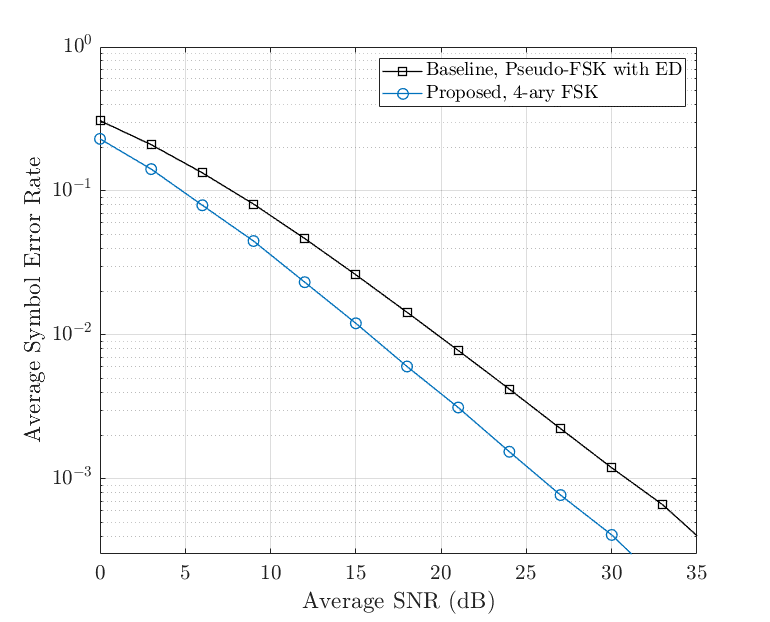 10^0
10^{-1}
10^{-2}
10^{-3}
Average Symbol Error Rate
Baseline, Pseudo-FSK with ED
Proposed, 4-ary FSK
0 5 10 15 20 25 30 35
Average SNR (dB)